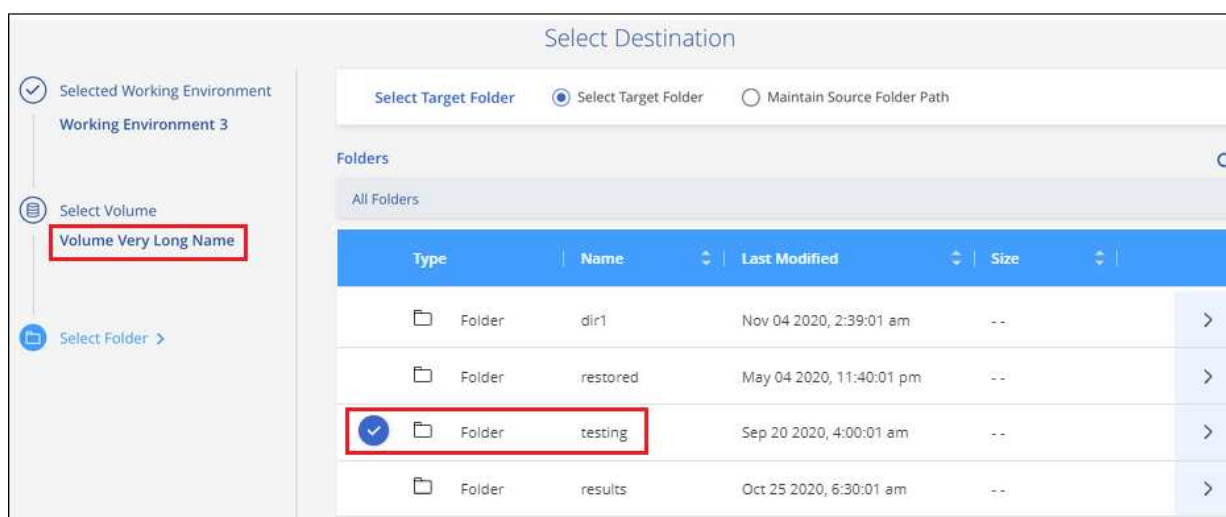 Select Destination
Selected Working Environment
Working Environment 3
Select Volume
Volume Very Long Name
Select Folder >
Select Target Folder Select Target Folder Maintain Source Folder Path
Folders
All Folders
Type Name Last Modified Size
Folder dir1 Nov 04 2020, 2:39:01 am --
Folder restored May 04 2020, 11:40:01 pm --
Folder testing Sep 20 2020, 4:00:01 am --
Folder results Oct 25 2020, 6:30:01 am --